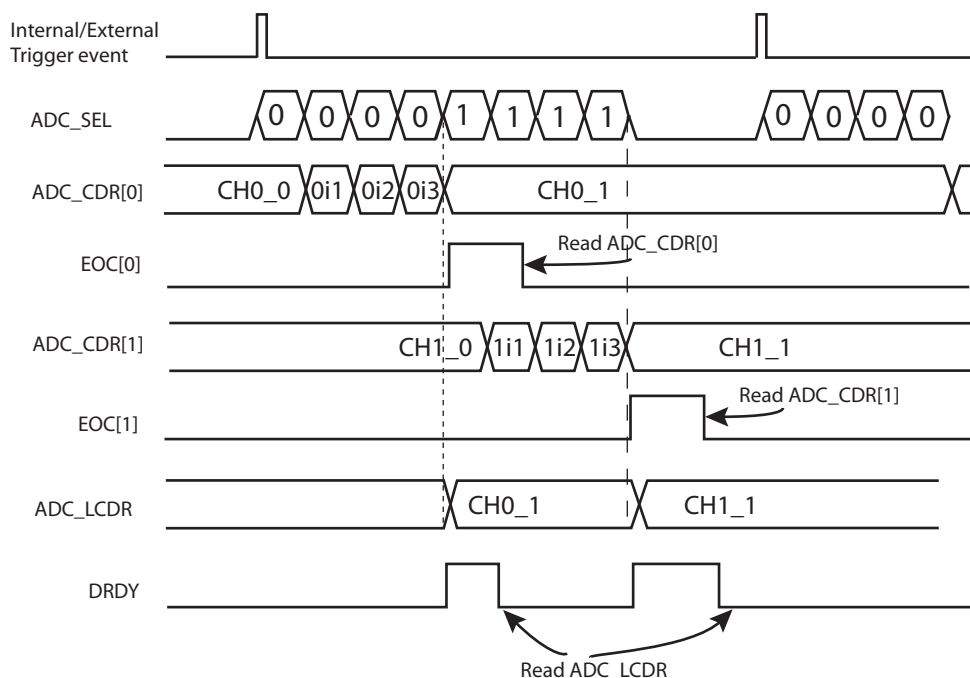 Internal/External
Trigger event
ADC_SEL
0 0 0 0 1 1 1 1 0 0 0 0
ADC_CDR[0]
CH0_0 0i1 0i2 0i3 CH0_1
EOC[0]
Read ADC_CDR[0]
ADC_CDR[1]
CH1_0 1i1 1i2 1i3 CH1_1
EOC[1]
Read ADC_CDR[1]
ADC_LCDR
CH0_1 CH1_1
DRDY
Read ADC_LCDR